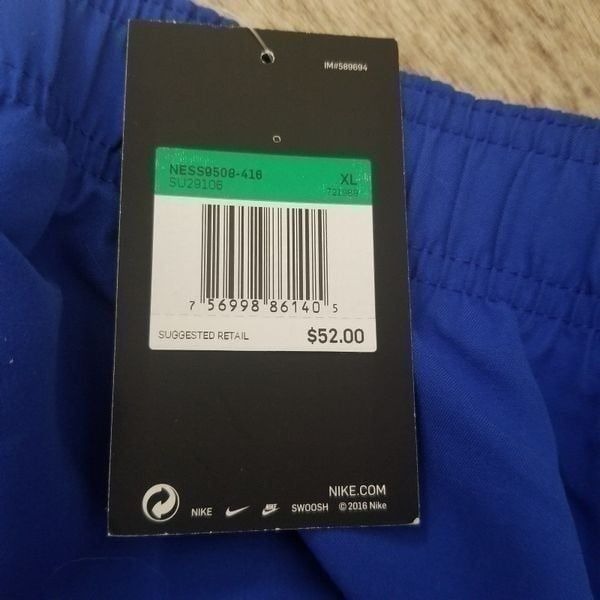 IM#589694
NESS9508-416
SU29106
XL
7 56998 86140 5
SUGGESTED RETAIL
$52.00
NIKE.COM
NIKE SWOOSH © 2016 Nike